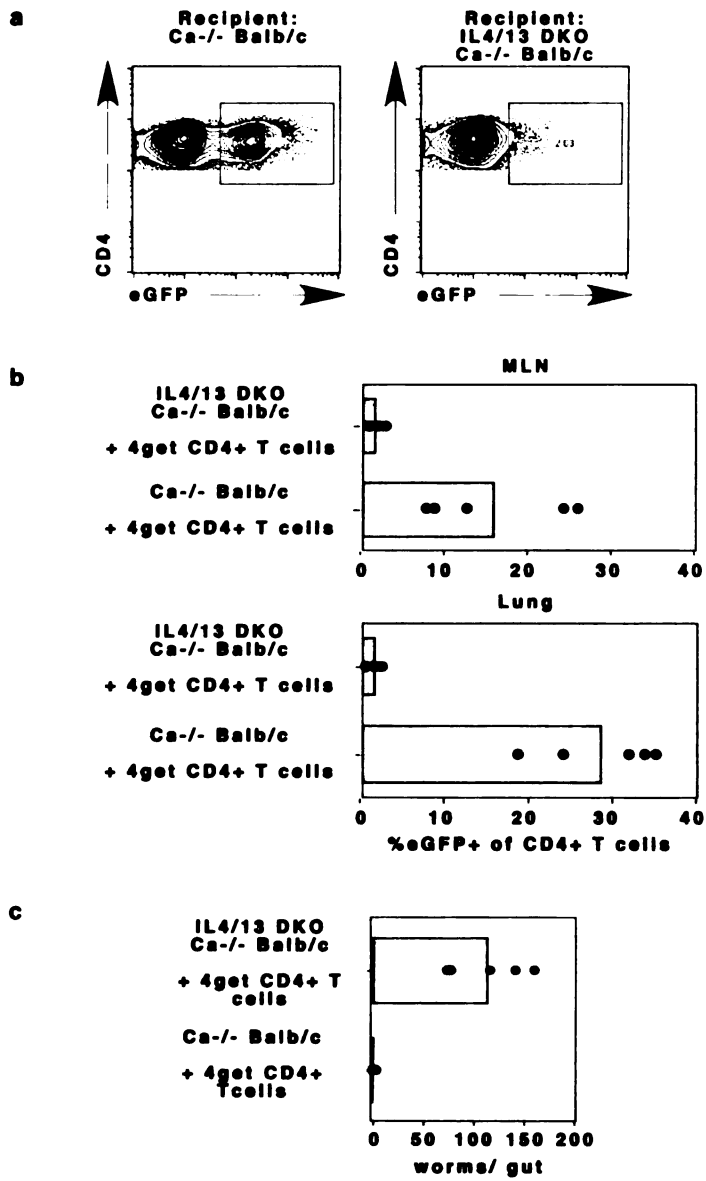 a
Recipient:
Ca-/- Balb/c
Recipient:
IL4/13 DKO
Ca-/- Balb/c
CD4
CD4
eGFP
eGFP
b
MLN
IL4/13 DKO
Ca-/- Balb/c
+ 4get CD4+ T cells
Ca-/- Balb/c
+ 4get CD4+ T cells
0 10 20 30 40
Lung
IL4/13 DKO
Ca-/- Balb/c
+ 4get CD4+ T cells
Ca-/- Balb/c
+ 4get CD4+ T cells
0 10 20 30 40
%eGFP+ of CD4+ T cells
c
IL4/13 DKO
Ca-/- Balb/c
+ 4get CD4+ T
cells
Ca-/- Balb/c
+ 4get CD4+
Tcells
0 50 100 150 200
worms/ gut